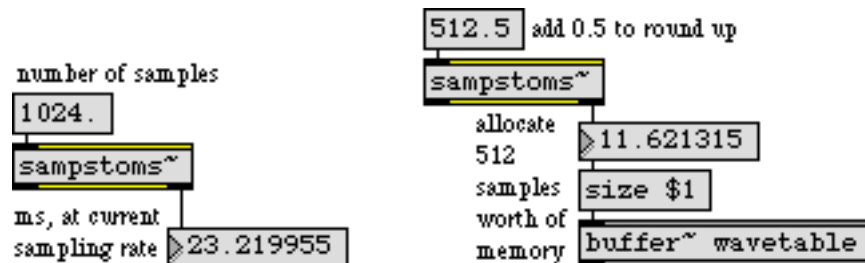 number of samples
1024.
sampstoms~
ms, at current
sampling rate
23.219955
512.5
add 0.5 to round up
sampstoms~
allocate
512
samples
worth of
memory
11.621315
size $1
buffer~ wavetable